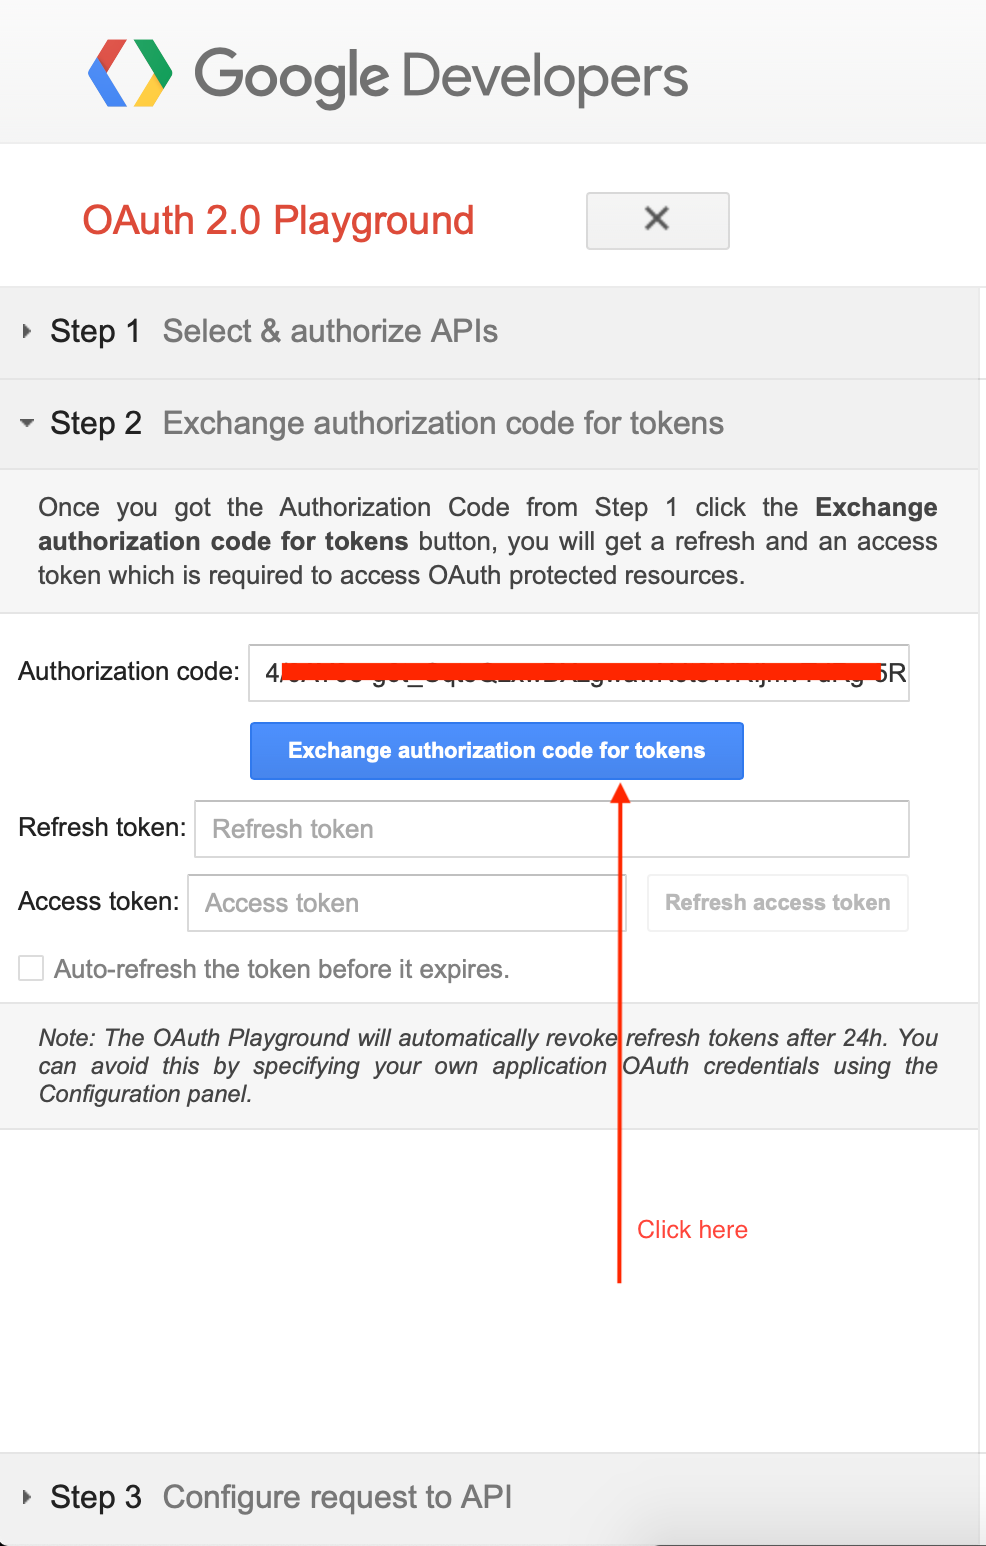 Google Developers
OAuth 2.0 Playground
Step 1 Select & authorize APIs
Step 2 Exchange authorization code for tokens
Once you got the Authorization Code from Step 1 click the Exchange
authorization code for tokens button, you will get a refresh and an access
token which is required to access OAuth protected resources.
Authorization code: 4/
Exchange authorization code for tokens
Refresh token: Refresh token
Access token: Access token Refresh access token
Auto-refresh the token before it expires.
Note: The OAuth Playground will automatically revoke refresh tokens after 24h. You
can avoid this by specifying your own application OAuth credentials using the
Configuration panel.
Click here
Step 3 Configure request to API